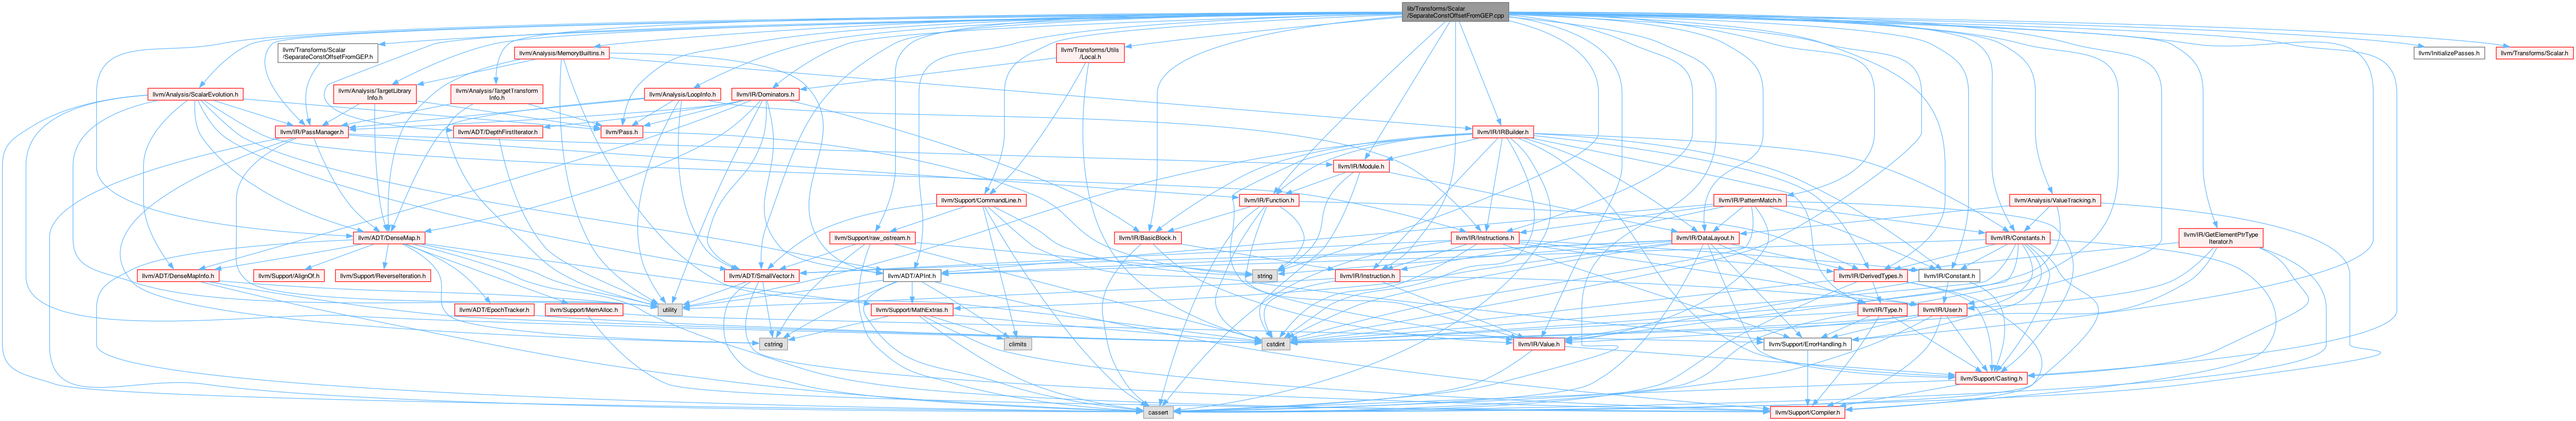 lib/Transforms/Scalar
/SeparateConstOffsetFromGEP.cpp
llvm/Transforms/Scalar
/SeparateConstOffsetFromGEP.h
llvm/Analysis/MemoryBuiltins.h
llvm/Transforms/Utils
/Local.h
llvm/InitializePasses.h
llvm/Transforms/Scalar.h
llvm/Analysis/ScalarEvolution.h
llvm/Analysis/TargetLibrary
Info.h
llvm/Analysis/TargetTransform
Info.h
llvm/Analysis/LoopInfo.h
llvm/IR/Dominators.h
llvm/IR/PassManager.h
llvm/ADT/DepthFirstIterator.h
llvm/Pass.h
llvm/IR/IRBuilder.h
llvm/IR/Module.h
llvm/Support/CommandLine.h
llvm/IR/Function.h
llvm/IR/PatternMatch.h
llvm/Analysis/ValueTracking.h
llvm/ADT/DenseMap.h
llvm/Support/raw_ostream.h
llvm/IR/BasicBlock.h
llvm/IR/Instructions.h
llvm/IR/DataLayout.h
llvm/IR/Constants.h
llvm/IR/GetElementPtrType
Iterator.h
llvm/ADT/DenseMapInfo.h
llvm/Support/AlignOf.h
llvm/Support/ReverseIteration.h
llvm/ADT/SmallVector.h
llvm/ADT/APInt.h
string
llvm/IR/Instruction.h
llvm/IR/DerivedTypes.h
llvm/IR/Constant.h
llvm/ADT/EpochTracker.h
llvm/Support/MemAlloc.h
utility
llvm/Support/MathExtras.h
llvm/IR/Type.h
llvm/IR/User.h
cstring
climits
cstdint
llvm/IR/Value.h
llvm/Support/ErrorHandling.h
llvm/Support/Casting.h
cassert
llvm/Support/Compiler.h